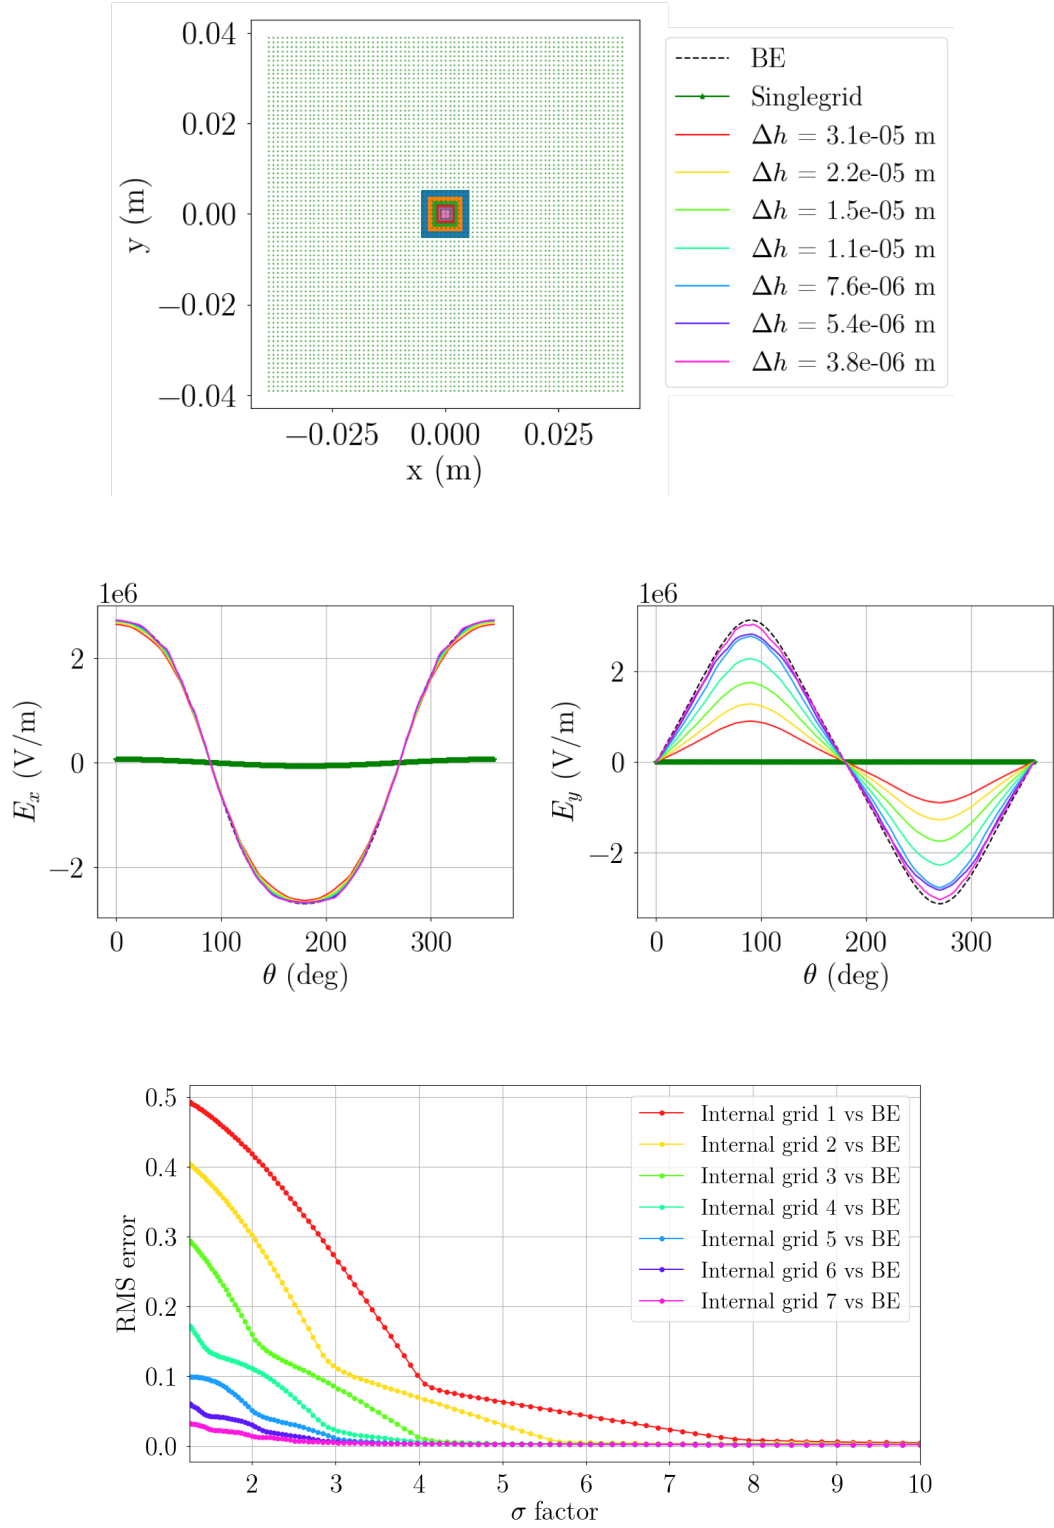 0.04
0.02
0.00
−0.02
−0.04
y (m)
−0.025 0.000 0.025
x (m)
BE
Singlegrid
Δh = 3.1e-05 m
Δh = 2.2e-05 m
Δh = 1.5e-05 m
Δh = 1.1e-05 m
Δh = 7.6e-06 m
Δh = 5.4e-06 m
Δh = 3.8e-06 m
1e6
2
0
−2
E_x (V/m)
0 100 200 300
θ (deg)
1e6
2
0
−2
E_y (V/m)
0 100 200 300
θ (deg)
0.5
0.4
0.3
0.2
0.1
0.0
RMS error
Internal grid 1 vs BE
Internal grid 2 vs BE
Internal grid 3 vs BE
Internal grid 4 vs BE
Internal grid 5 vs BE
Internal grid 6 vs BE
Internal grid 7 vs BE
2 3 4 5 6 7 8 9 10
σ factor